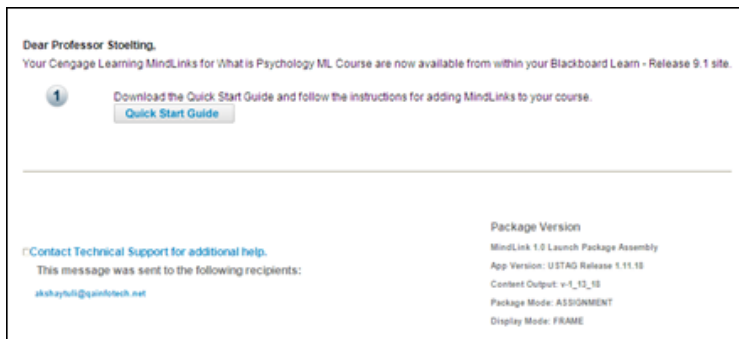 Dear Professor Stoelting,
Your Cengage Learning MindLinks for What is Psychology ML Course are now available from within your Blackboard Learn - Release 9.1 site.
1
Download the Quick Start Guide and follow the instructions for adding MindLinks to your course.
Quick Start Guide
Contact Technical Support for additional help.
This message was sent to the following recipients:
akshaytuli@qainfotech.net
Package Version
MindLink 1.0 Launch Package Assembly
App Version: USTAG Release 1.11.18
Content Output: v-1_13_18
Package Mode: ASSIGNMENT
Display Mode: FRAME